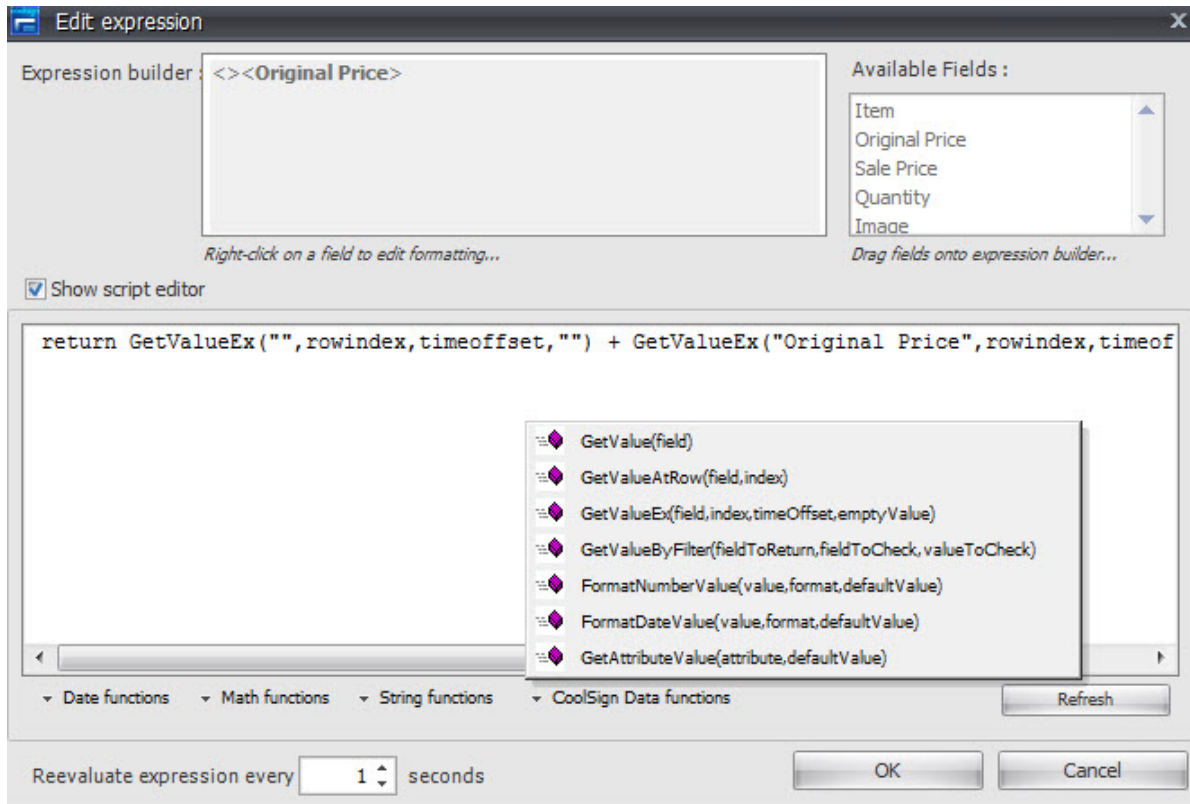 Edit expression
x
Expression builder : <><Original Price>
Available Fields :
Item
Original Price
Sale Price
Quantity
Image
Right-click on a field to edit formatting...
Drag fields onto expression builder...
Show script editor
return GetValueEx("",rowindex,timeoffset,"") + GetValueEx("Original Price",rowindex,timeof
GetValue(field)
GetValueAtRow(field,index)
GetValueEx(field,index,timeOffset,emptyValue)
GetValueByFilter(fieldToReturn,fieldToCheck,valueToCheck)
FormatNumberValue(value,format,defaultValue)
FormatDateValue(value,format,defaultValue)
GetAttributeValue(attribute,defaultValue)
Date functions Math functions String functions CoolSign Data functions Refresh
Reevaluate expression every 1 seconds OK Cancel